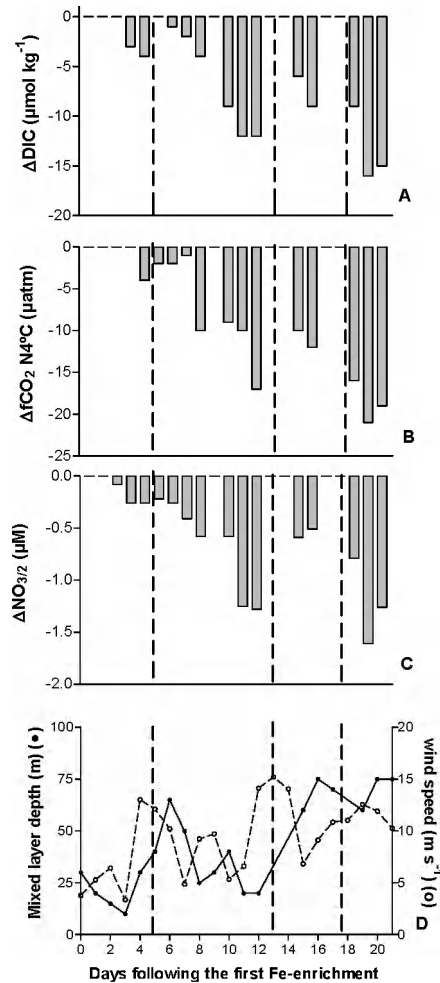 0
-5
-10
-15
-20
ΔDIC (µmol kg⁻¹)
A
0
-5
-10
-15
-20
-25
ΔfCO₂ N4ºC (µatm)
B
0.0
-0.5
-1.0
-1.5
-2.0
ΔNO₃/₂ (µM)
C
100
75
50
25
0
Mixed layer depth (m) (●)
20
15
10
5
0
wind speed (m s⁻¹) (o)
D
0 2 4 6 8 10 12 14 16 18 20
Days following the first Fe-enrichment